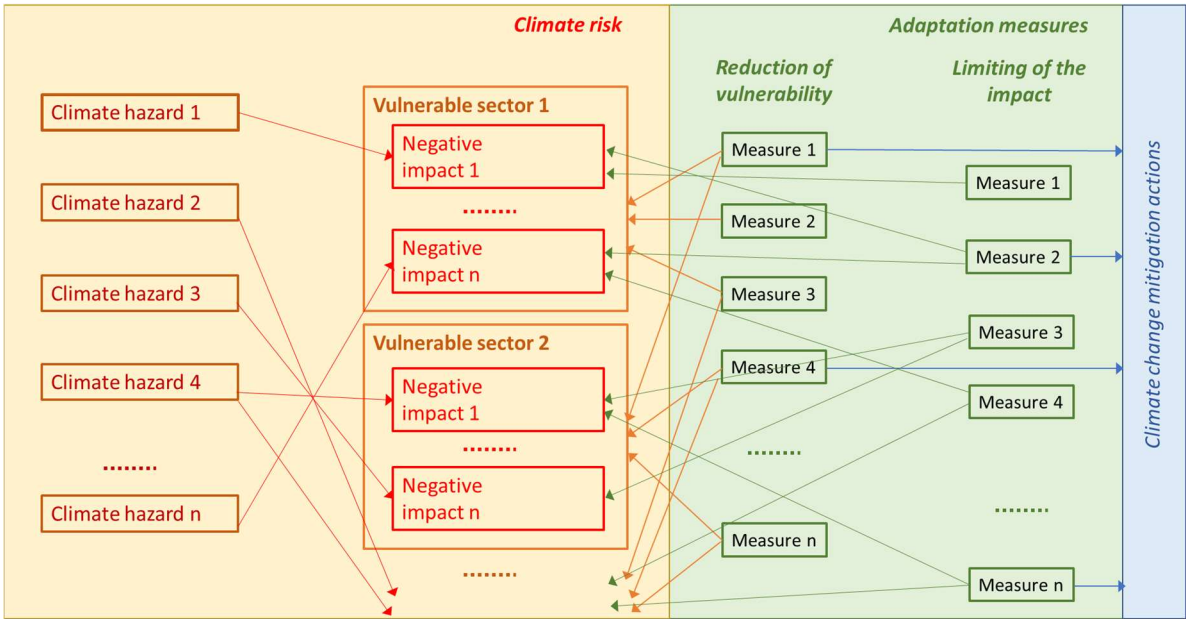 Climate risk
Climate hazard 1
Climate hazard 2
Climate hazard 3
Climate hazard 4
........
Climate hazard n
Vulnerable sector 1
Negative
impact 1
........
Negative
impact n
Vulnerable sector 2
Negative
impact 1
........
Negative
impact n
........
Adaptation measures
Reduction of
vulnerability
Measure 1
Measure 2
Measure 3
Measure 4
........
Measure n
Limiting of the
impact
Measure 1
Measure 2
Measure 3
Measure 4
........
Measure n
Climate change mitigation actions